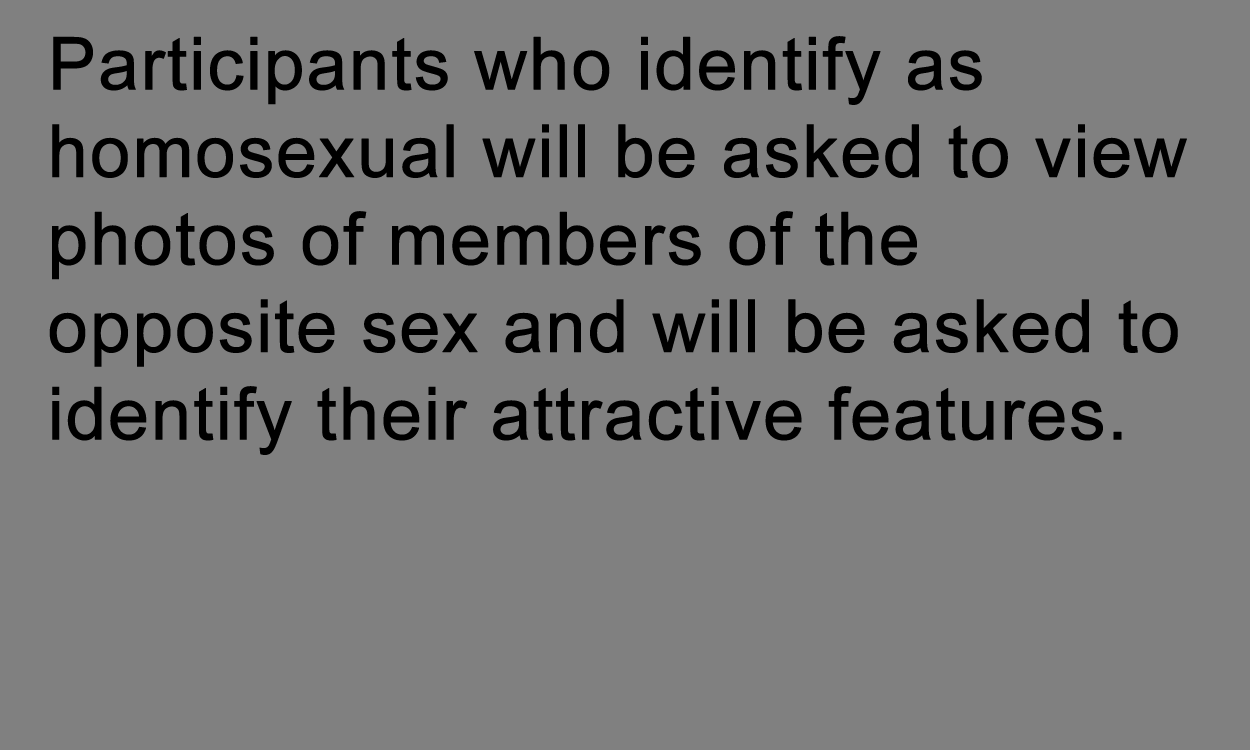 Participants who identify as
homosexual will be asked to view
photos of members of the
opposite sex and will be asked to
identify their attractive features.